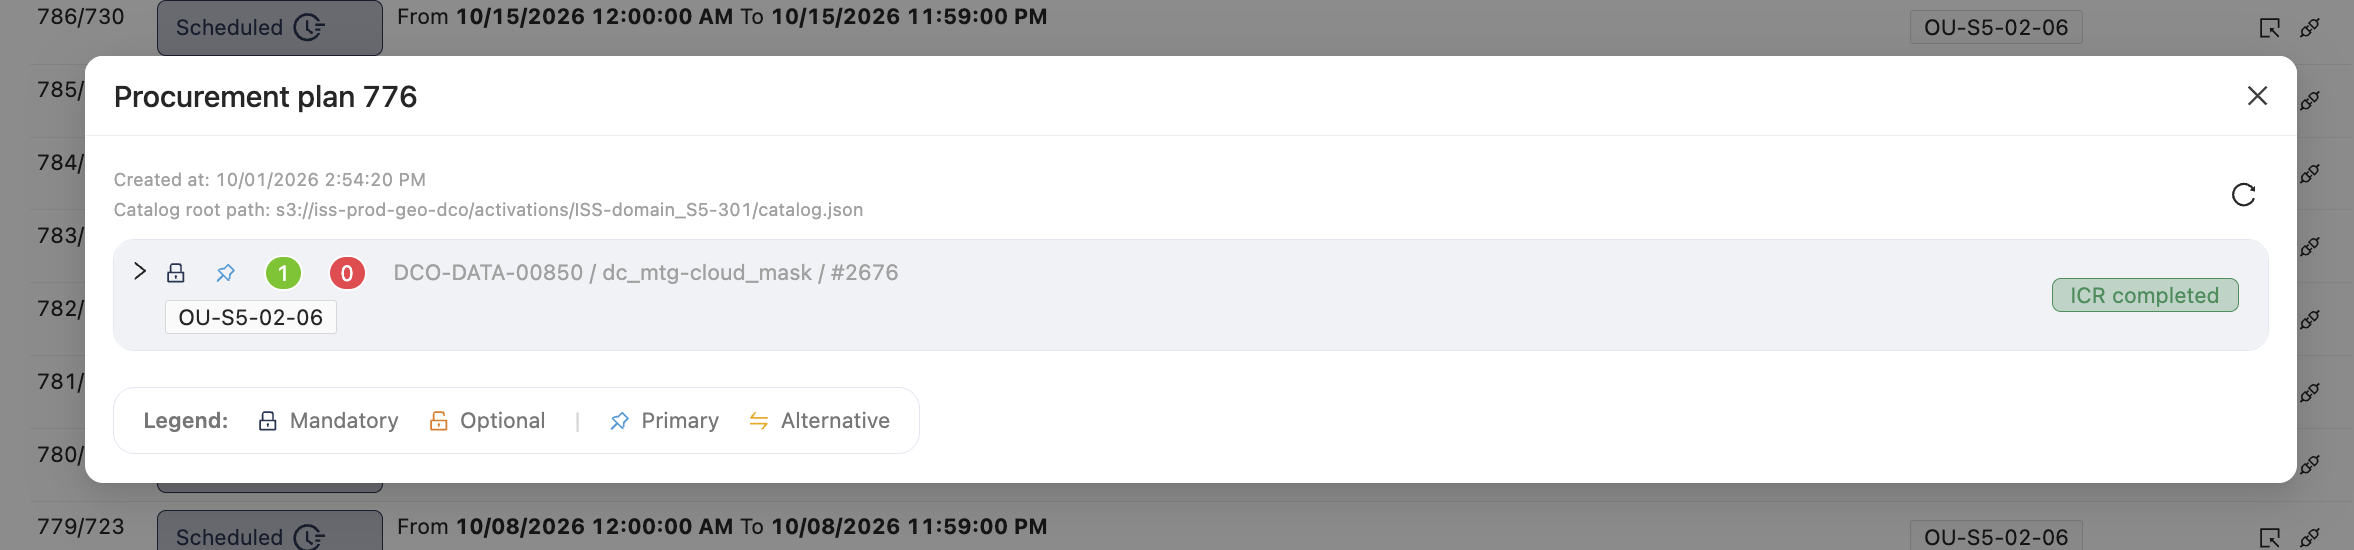 786/730 Scheduled From 10/15/2026 12:00:00 AM To 10/15/2026 11:59:00 PM OU-S5-02-06
785/
Procurement plan 776
784/
Created at: 10/01/2026 2:54:20 PM
Catalog root path: s3://iss-prod-geo-dco/activations/ISS-domain_S5-301/catalog.json
783/
1 0 DCO-DATA-00850 / dc_mtg-cloud_mask / #2676
ICR completed
782/
OU-S5-02-06
781/
Legend: Mandatory Optional | Primary Alternative
780/
779/723 Scheduled From 10/08/2026 12:00:00 AM To 10/08/2026 11:59:00 PM OU-S5-02-06